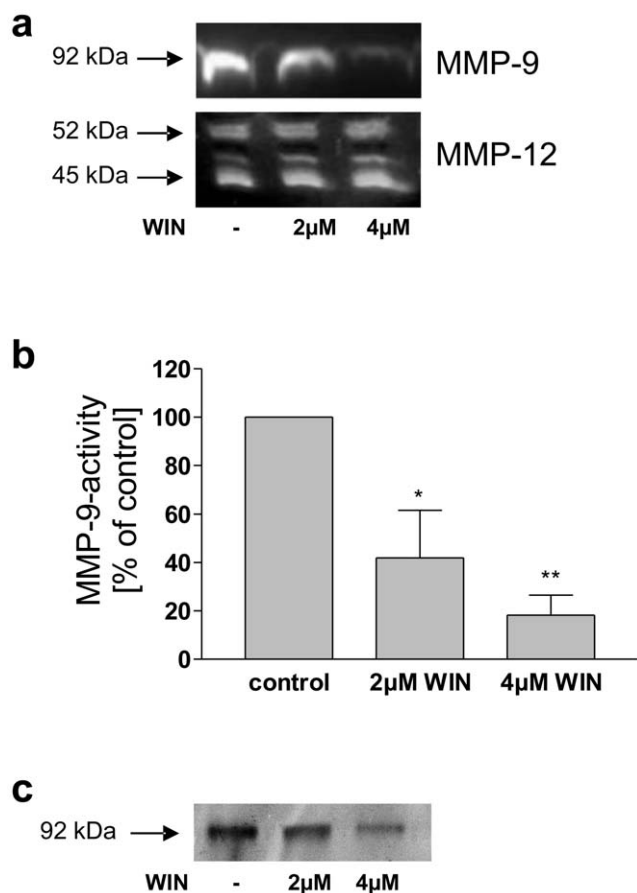 a
92 kDa
MMP-9
52 kDa
MMP-12
45 kDa
WIN - 2µM 4µM
b
MMP-9-activity
[% of control]
120
100
80
60
40
20
0
*
**
control 2µM WIN 4µM WIN
c
92 kDa
WIN - 2µM 4µM